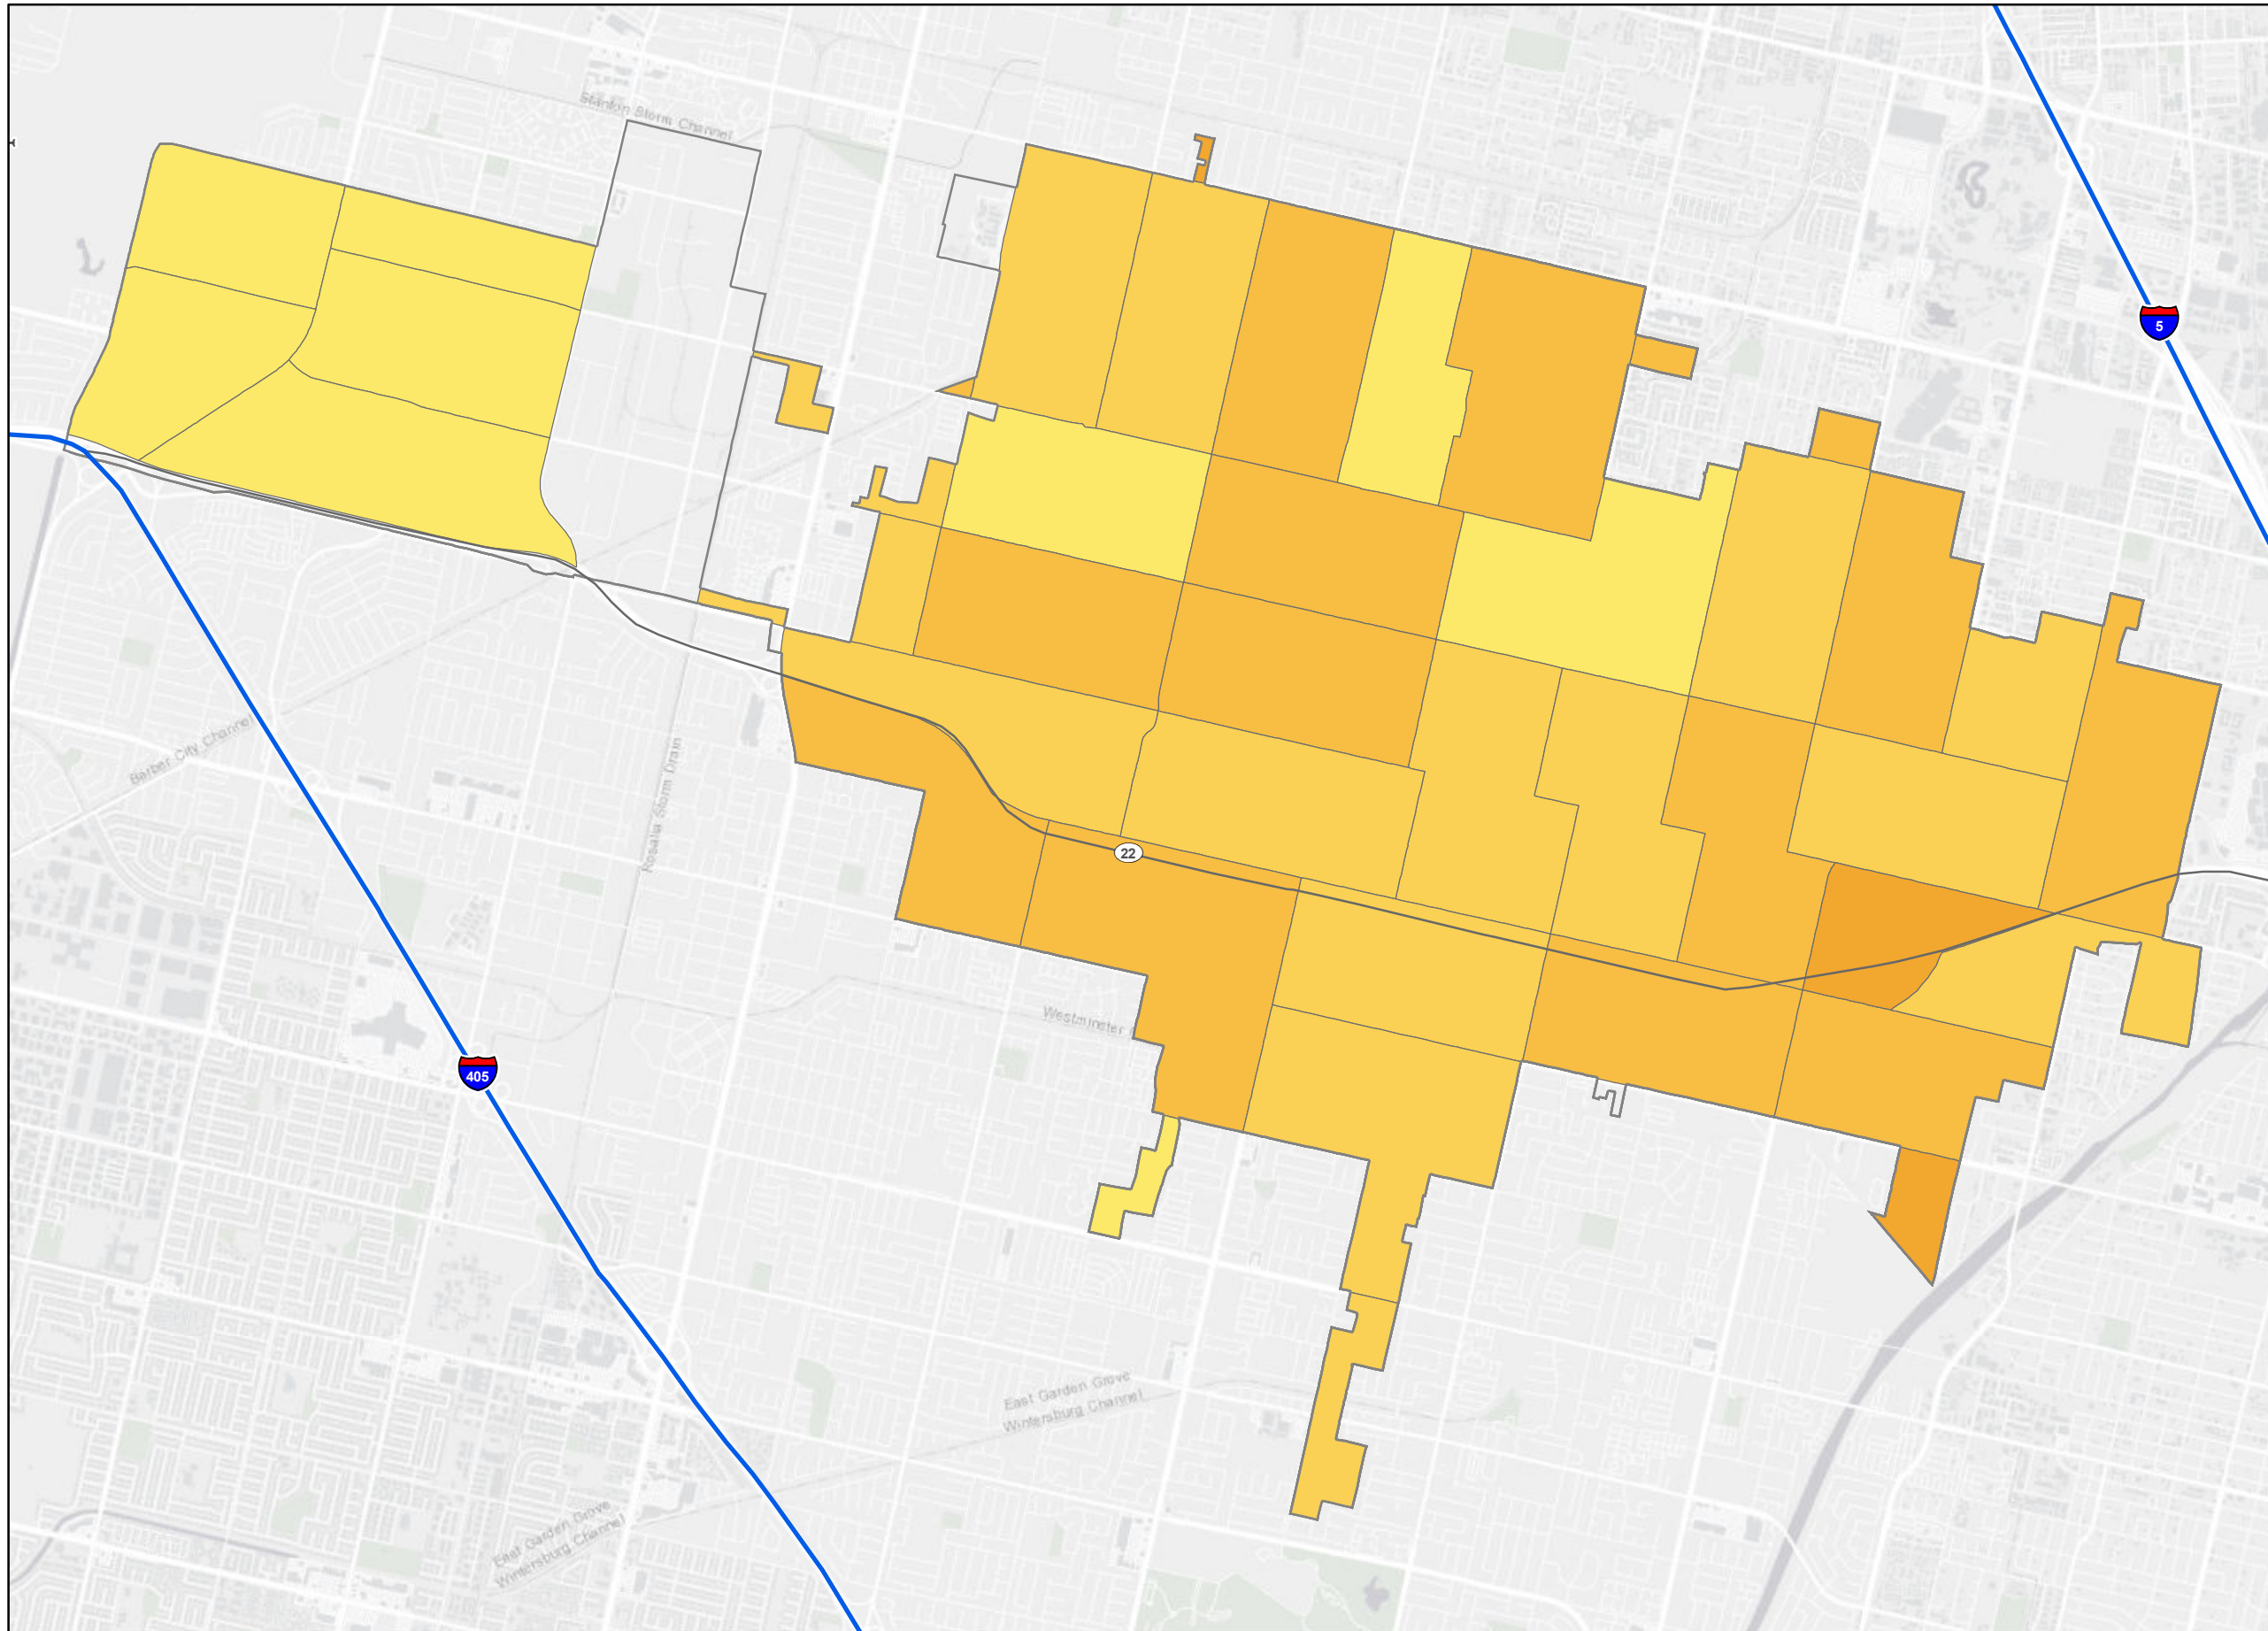 Stanton Storm Channel
5
Barber City Channel
Rosalia Storm Drain
22
Westminster
405
East Garden Grove
Wintersburg Channel
East Garden Grove
Wintersburg Channel